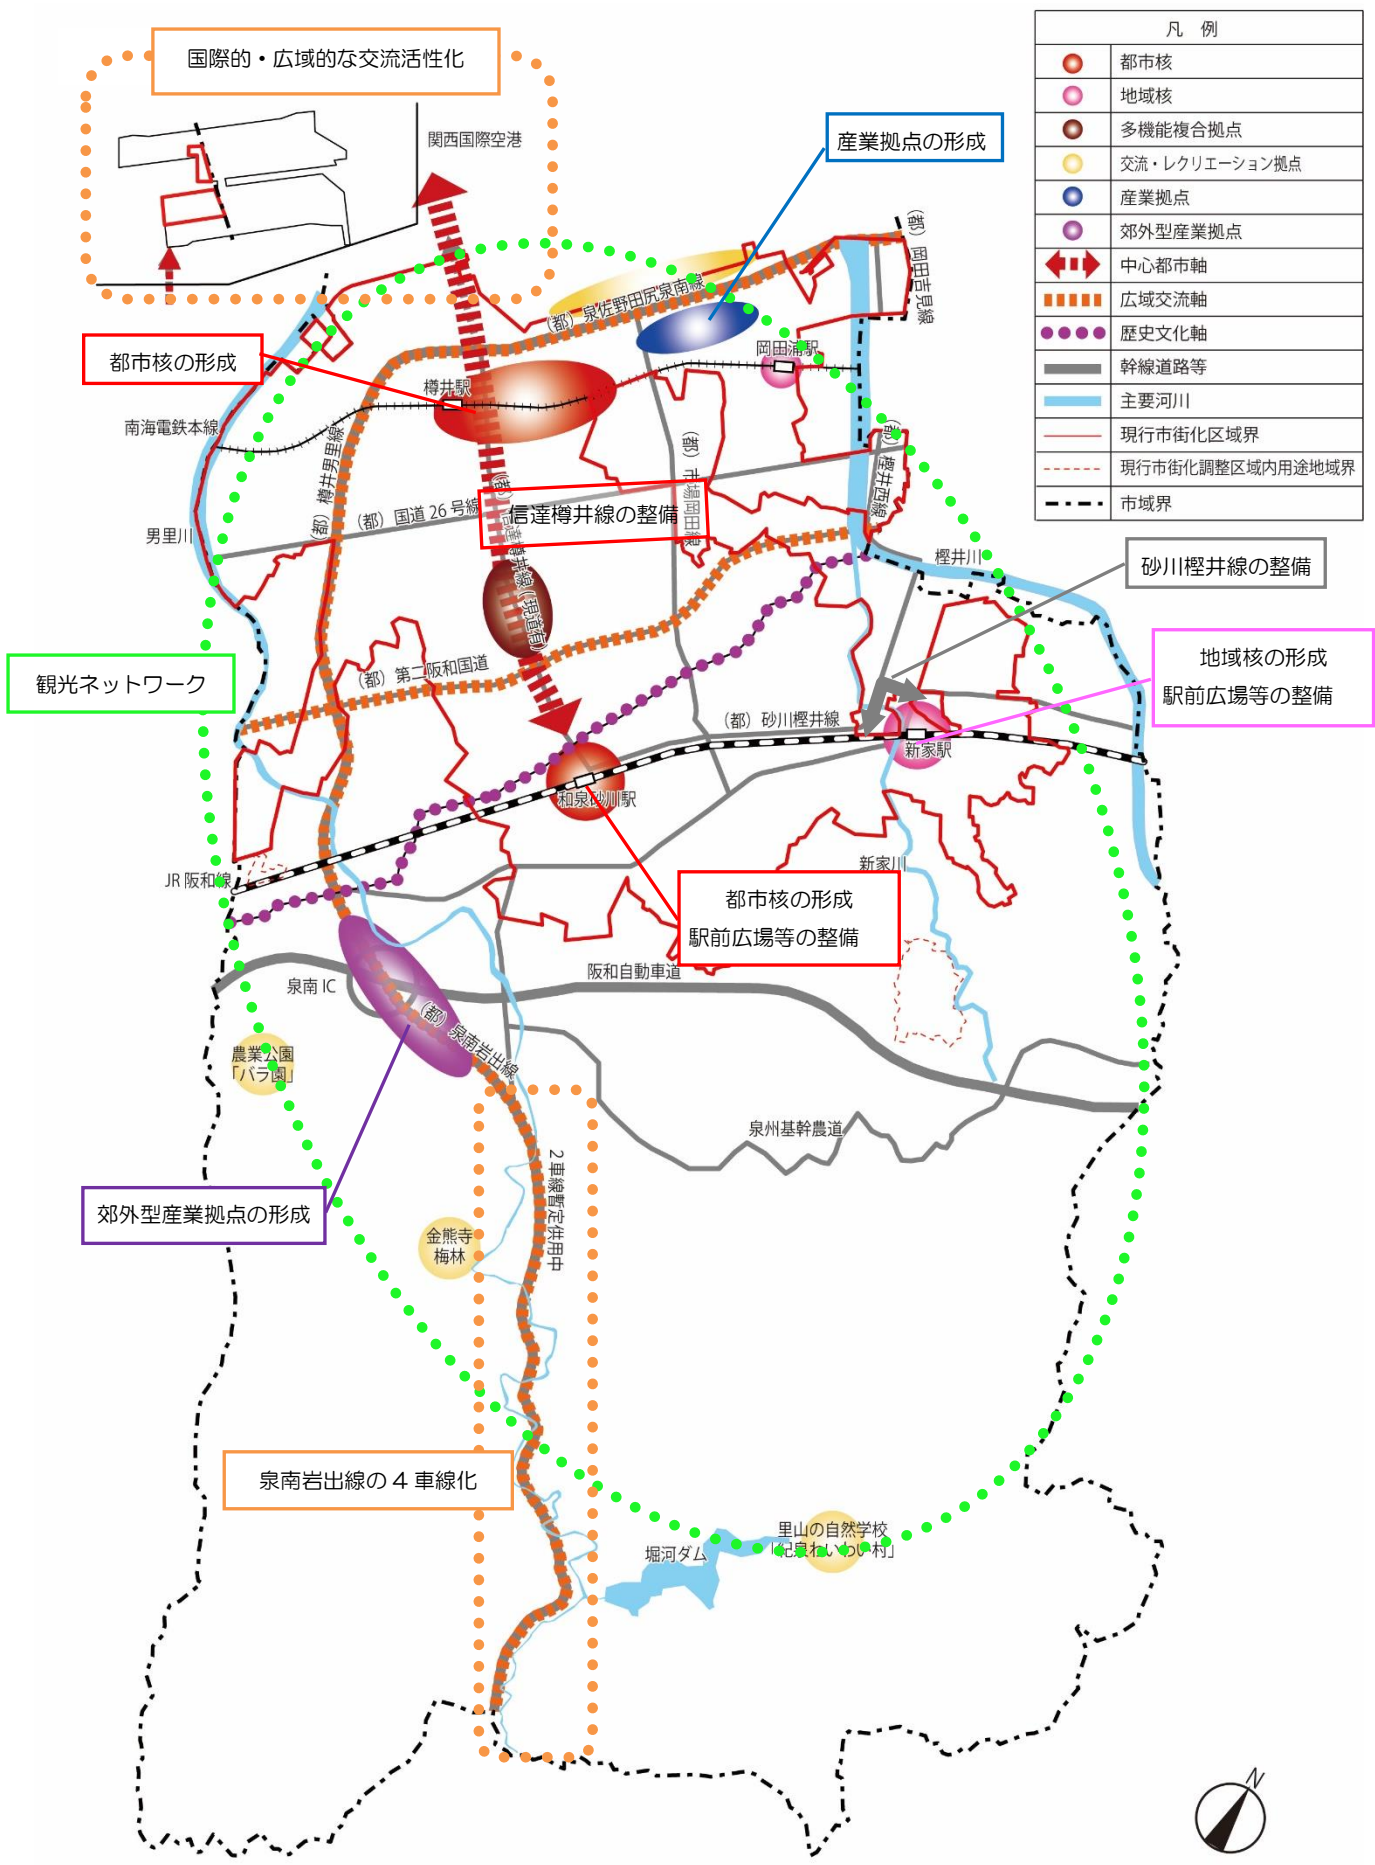 国際的・広域的な交流活性化
関西国際空港
凡 例
都市核
地域核
多機能複合拠点
交流・レクリエーション拠点
産業拠点
郊外型産業拠点
中心都市軸
広域交流軸
歴史文化軸
幹線道路等
主要河川
現行市街化区域界
現行市街化調整区域内用途地域界
市域界
産業拠点の形成
(都)岡田吉見線
(都)泉佐野田尻泉南線
都市核の形成
岡田浦駅
樽井駅
南海電鉄本線
(都)樽井男里線
(都)市場岡田線
(都)樫井西線
(都)国道26号線
信達樽井線の整備
(都)信達樽井線(現道有)
男里川
樫井川
砂川樫井線の整備
地域核の形成
駅前広場等の整備
観光ネットワーク
(都)第二阪和国道
(都)砂川樫井線
新家駅
和泉砂川駅
新家川
JR阪和線
都市核の形成
駅前広場等の整備
泉南IC
阪和自動車道
(都)泉南岩出線
農業公園
「バラ園」
泉州基幹農道
2車線暫定供用中
郊外型産業拠点の形成
金熊寺
梅林
泉南岩出線の4車線化
里山の自然学校
「紀泉わいわい村」
堀河ダム
N